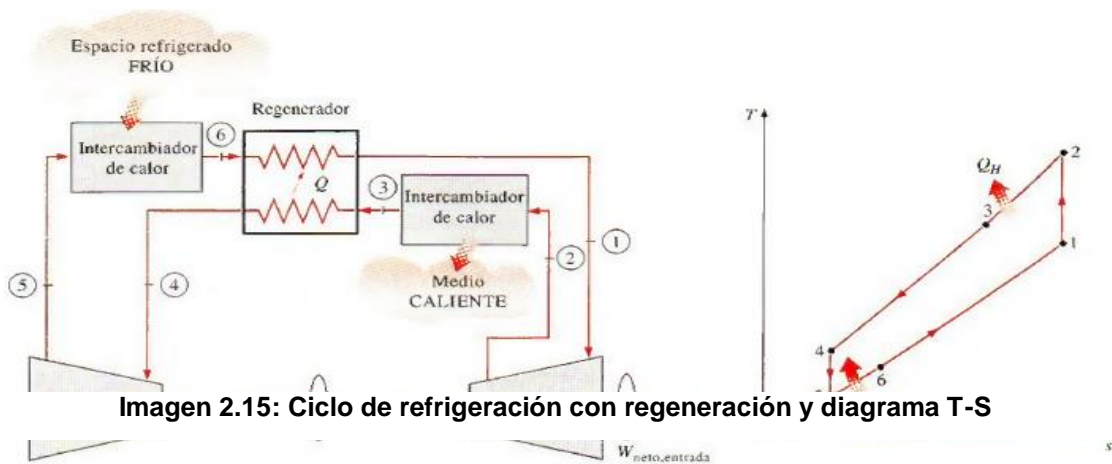 Espacio refrigerado
FRÍO
Regenerador
Intercambiador
de calor
6
Q
3
Intercambiador
de calor
5
4
2
1
Medio
CALIENTE
T
2
Q_H
3
1
4
6
Imagen 2.15: Ciclo de refrigeración con regeneración y diagrama T-S
W_neto,entrada
s